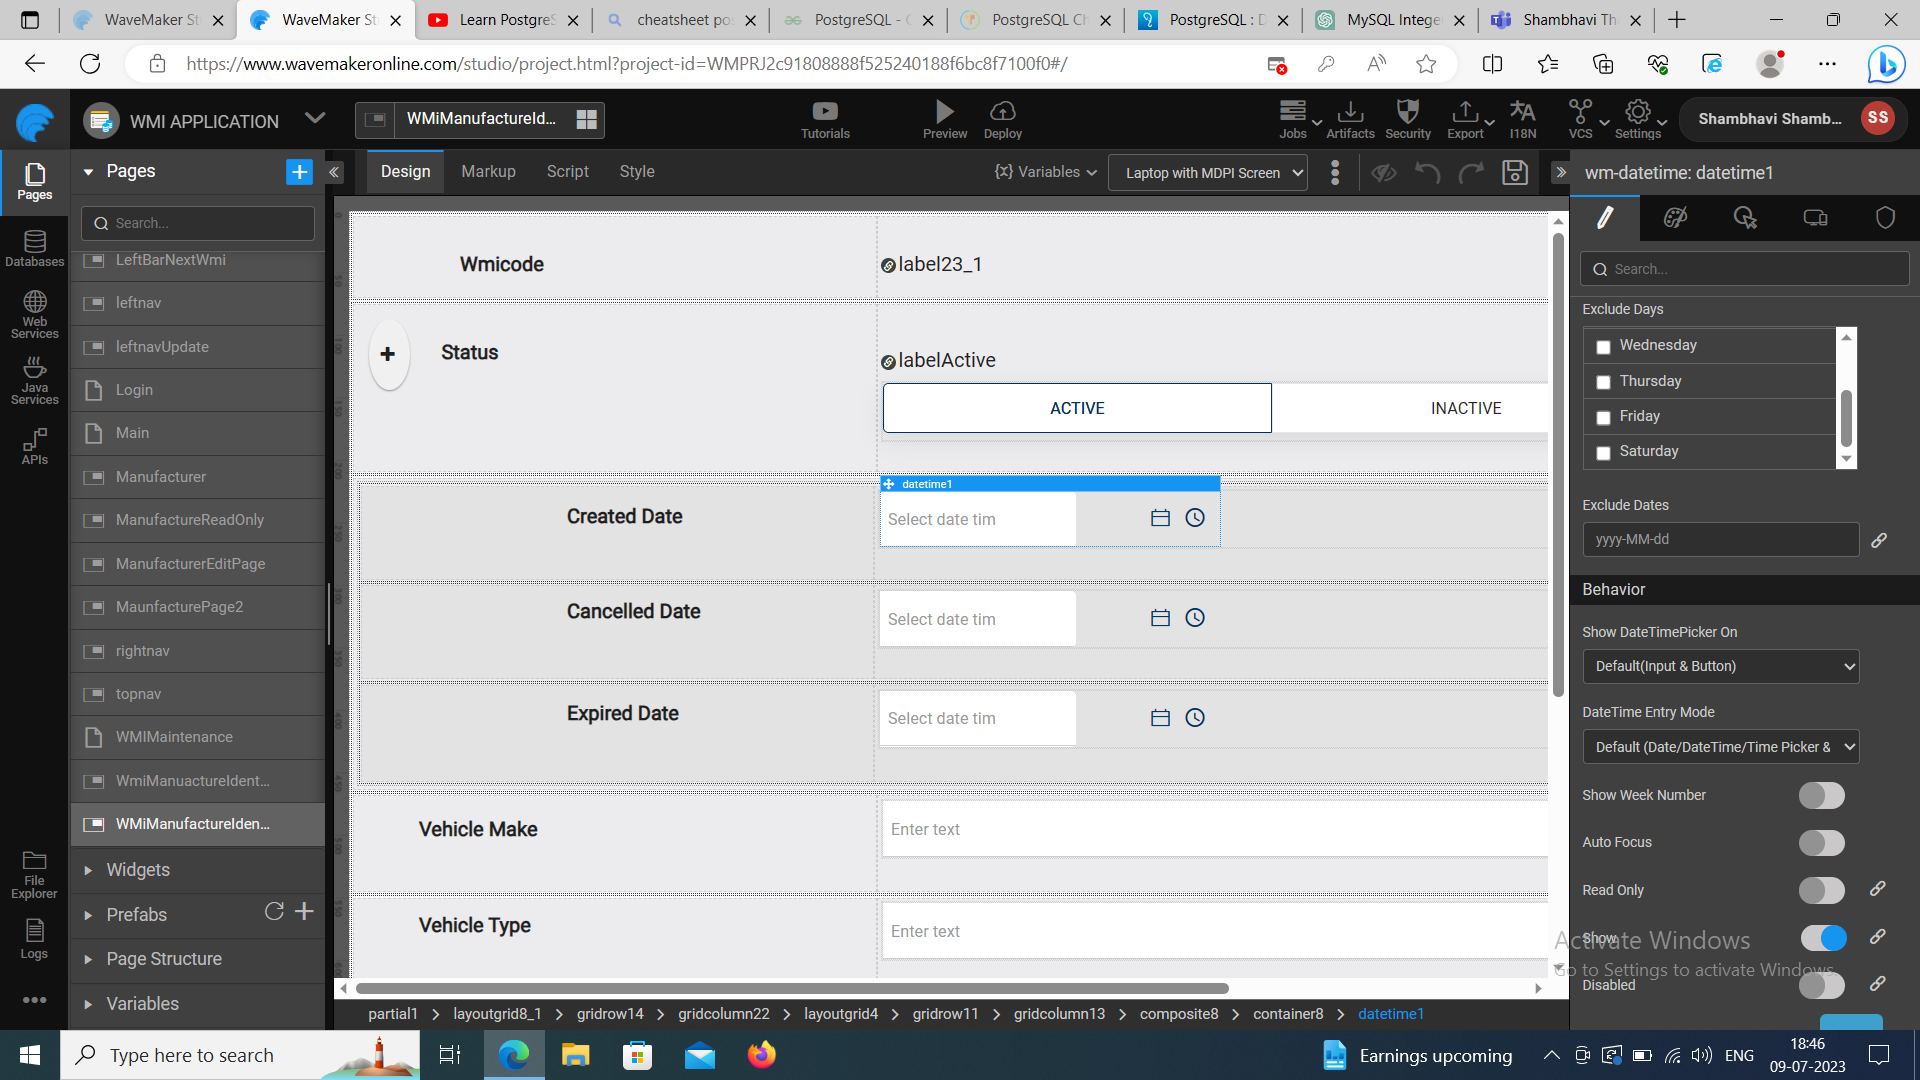 WaveMaker St
WaveMaker St
Learn PostgreS
cheatsheet po
PostgreSQL - C
PostgreSQL Ch
PostgreSQL : D
MySQL Intege
Shambhavi Th
https://www.wavemakeronline.com/studio/project.html?project-id=WMPRJ2c91808888f525240188f6bc8f7100f0#/
WMI APPLICATION
WMiManufactureId...
Tutorials
Preview
Deploy
Jobs
Artifacts
Security
Export
I18N
VCS
Settings
Shambhavi Shamb...
SS
Pages
Databases
Web
Services
Java
Services
APIs
File
Explorer
Logs
Pages
Search...
LeftBarNextWmi
leftnav
leftnavUpdate
Login
Main
Manufacturer
ManufactureReadOnly
ManufacturerEditPage
MaunfacturePage2
rightnav
topnav
WMIMaintenance
WmiManuactureIdent...
WMiManufactureIden...
Widgets
Prefabs
Page Structure
Variables
Design
Markup
Script
Style
{x} Variables
Laptop with MDPI Screen
Wmicode
label23_1
Status
labelActive
ACTIVE
INACTIVE
datetime1
Created Date
Select date tim
Cancelled Date
Select date tim
Expired Date
Select date tim
Vehicle Make
Enter text
Vehicle Type
Enter text
partial1 > layoutgrid8_1 > gridrow14 > gridcolumn22 > layoutgrid4 > gridrow11 > gridcolumn13 > composite8 > container8 > datetime1
wm-datetime: datetime1
Search...
Exclude Days
Wednesday
Thursday
Friday
Saturday
Exclude Dates
yyyy-MM-dd
Behavior
Show DateTimePicker On
Default(Input & Button)
DateTime Entry Mode
Default (Date/DateTime/Time Picker &
Show Week Number
Auto Focus
Read Only
Show
Disabled
Activate Windows
Go to Settings to activate Windows.
Type here to search
Earnings upcoming
ENG
18:46
09-07-2023